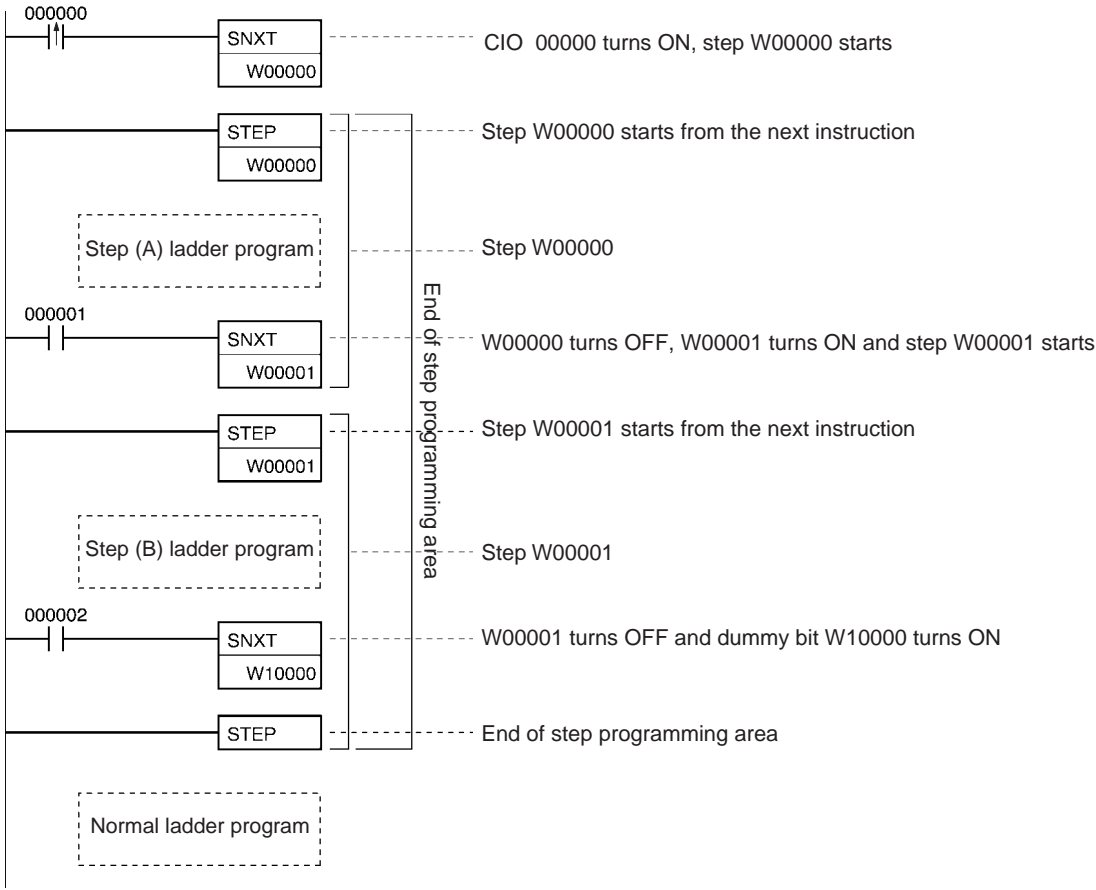 000000
SNXT
W00000
CIO  00000 turns ON, step W00000 starts
STEP
W00000
Step W00000 starts from the next instruction
Step (A) ladder program
Step W00000
000001
SNXT
W00001
W00000 turns OFF, W00001 turns ON and step W00001 starts
STEP
W00001
Step W00001 starts from the next instruction
End of step programming area
Step (B) ladder program
Step W00001
000002
SNXT
W10000
W00001 turns OFF and dummy bit W10000 turns ON
STEP
End of step programming area
Normal ladder program